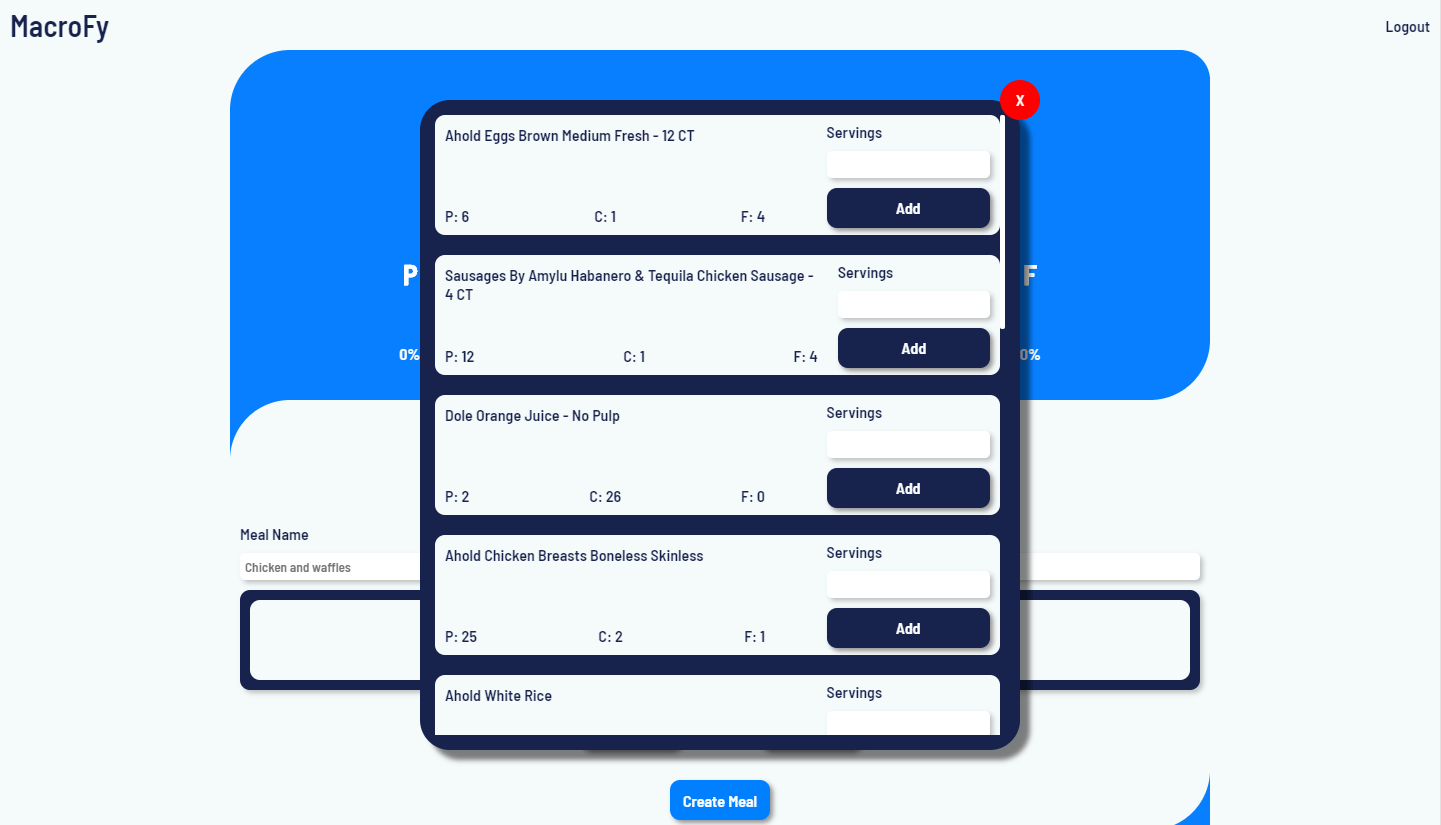 MacroFy
Logout
X
Ahold Eggs Brown Medium Fresh - 12 CT
Servings
Add
P: 6
C: 1
F: 4
Sausages By Amylu Habanero & Tequila Chicken Sausage -
4 CT
Servings
Add
P: 12
C: 1
F: 4
P
F
0%
0%
Dole Orange Juice - No Pulp
Servings
Add
P: 2
C: 26
F: 0
Meal Name
Chicken and waffles
Ahold Chicken Breasts Boneless Skinless
Servings
Add
P: 25
C: 2
F: 1
Ahold White Rice
Servings
Create Meal